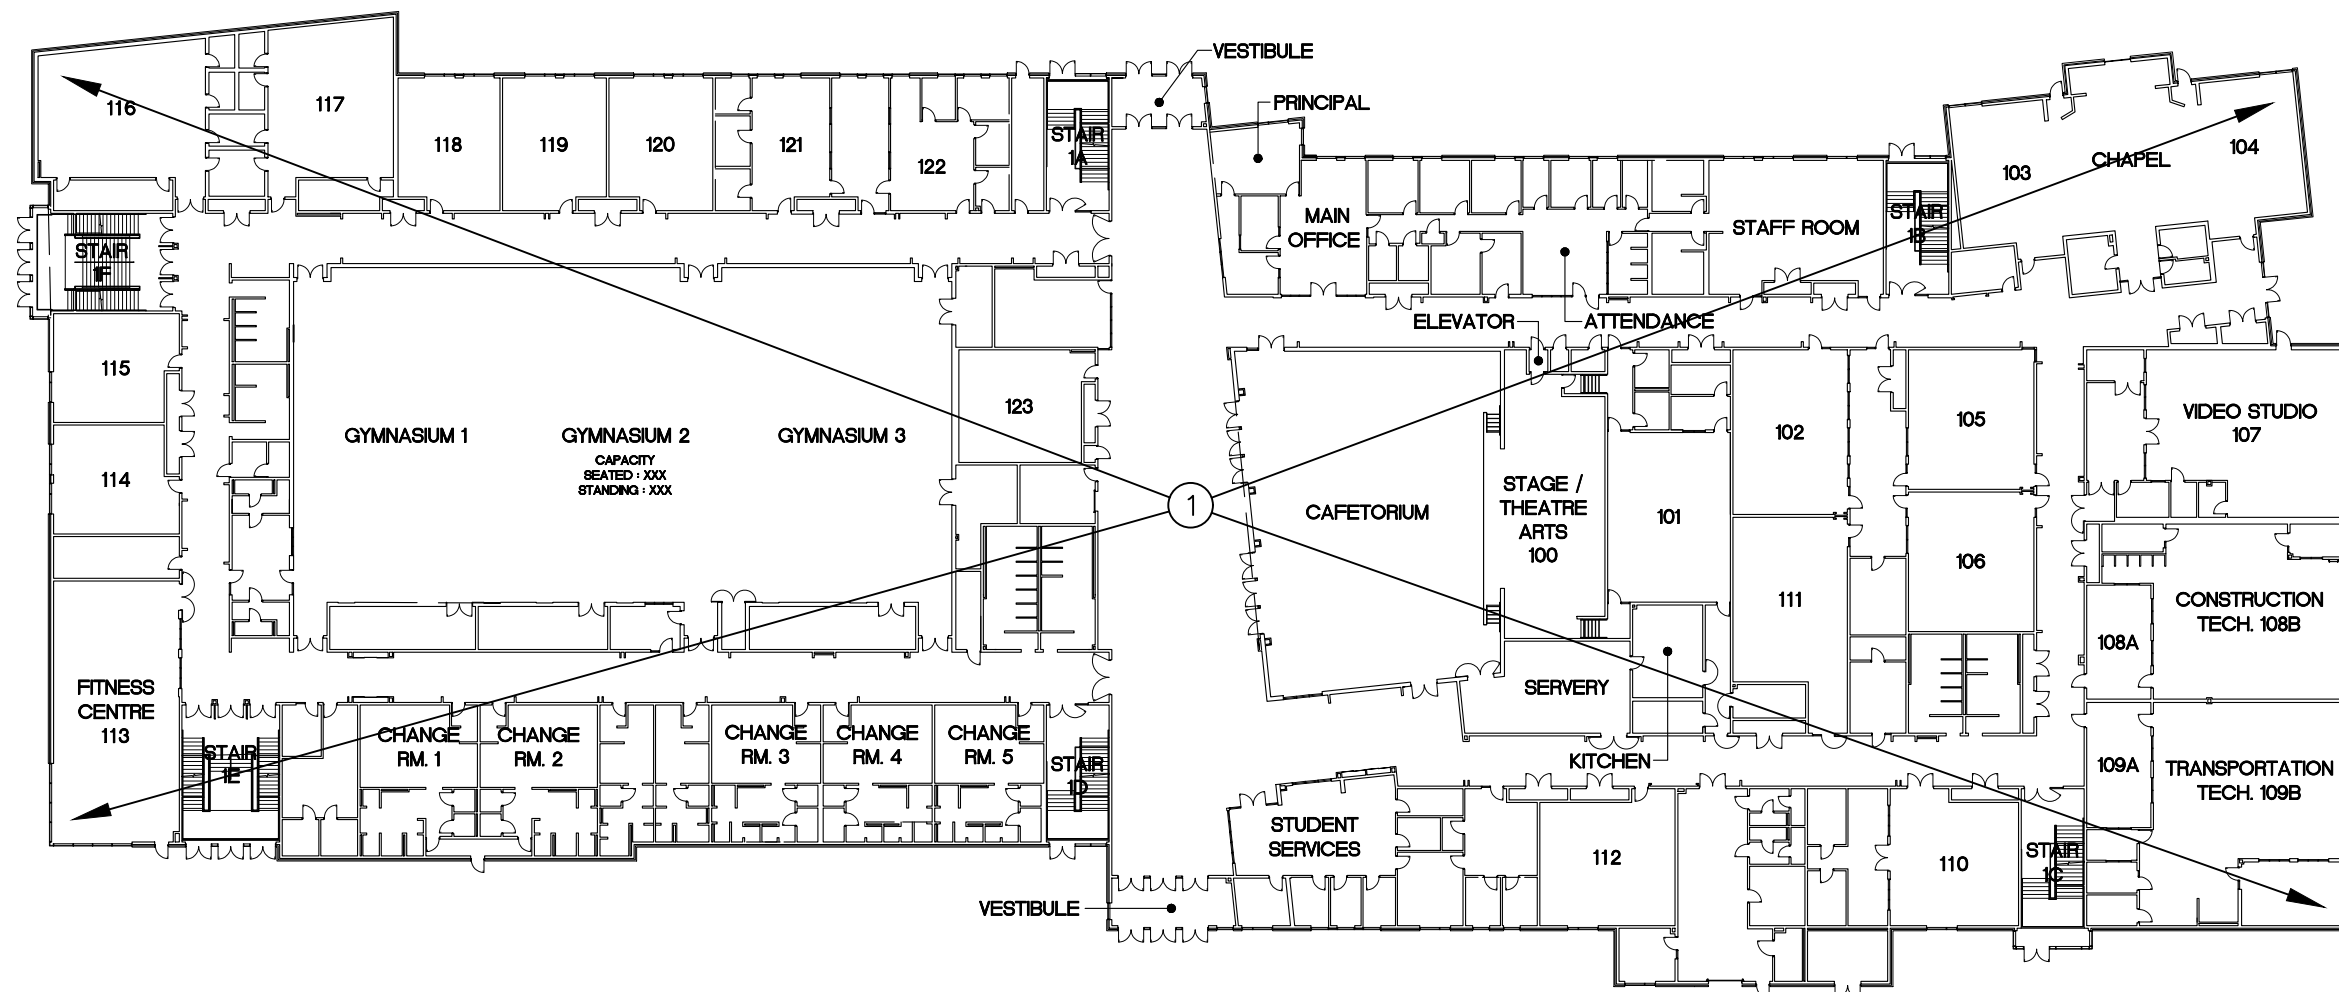 VESTIBULE
PRINCIPAL
116
117
118
119
120
121
122
STAIR
1A
103
CHAPEL
104
MAIN
OFFICE
STAFF ROOM
STAIR
1B
STAIR
1F
ELEVATOR
ATTENDANCE
115
123
105
VIDEO STUDIO
107
GYMNASIUM 1
GYMNASIUM 2
CAPACITY
SEATED : XXX
STANDING : XXX
GYMNASIUM 3
102
114
1
CAFETORIUM
STAGE /
THEATRE
ARTS
100
101
106
111
CONSTRUCTION
TECH. 108B
108A
FITNESS
CENTRE
113
SERVERY
STAIR
1E
CHANGE
RM. 1
CHANGE
RM. 2
CHANGE
RM. 3
CHANGE
RM. 4
CHANGE
RM. 5
STAIR
1D
KITCHEN
109A
TRANSPORTATION
TECH. 109B
STUDENT
SERVICES
112
110
STAIR
1C
VESTIBULE